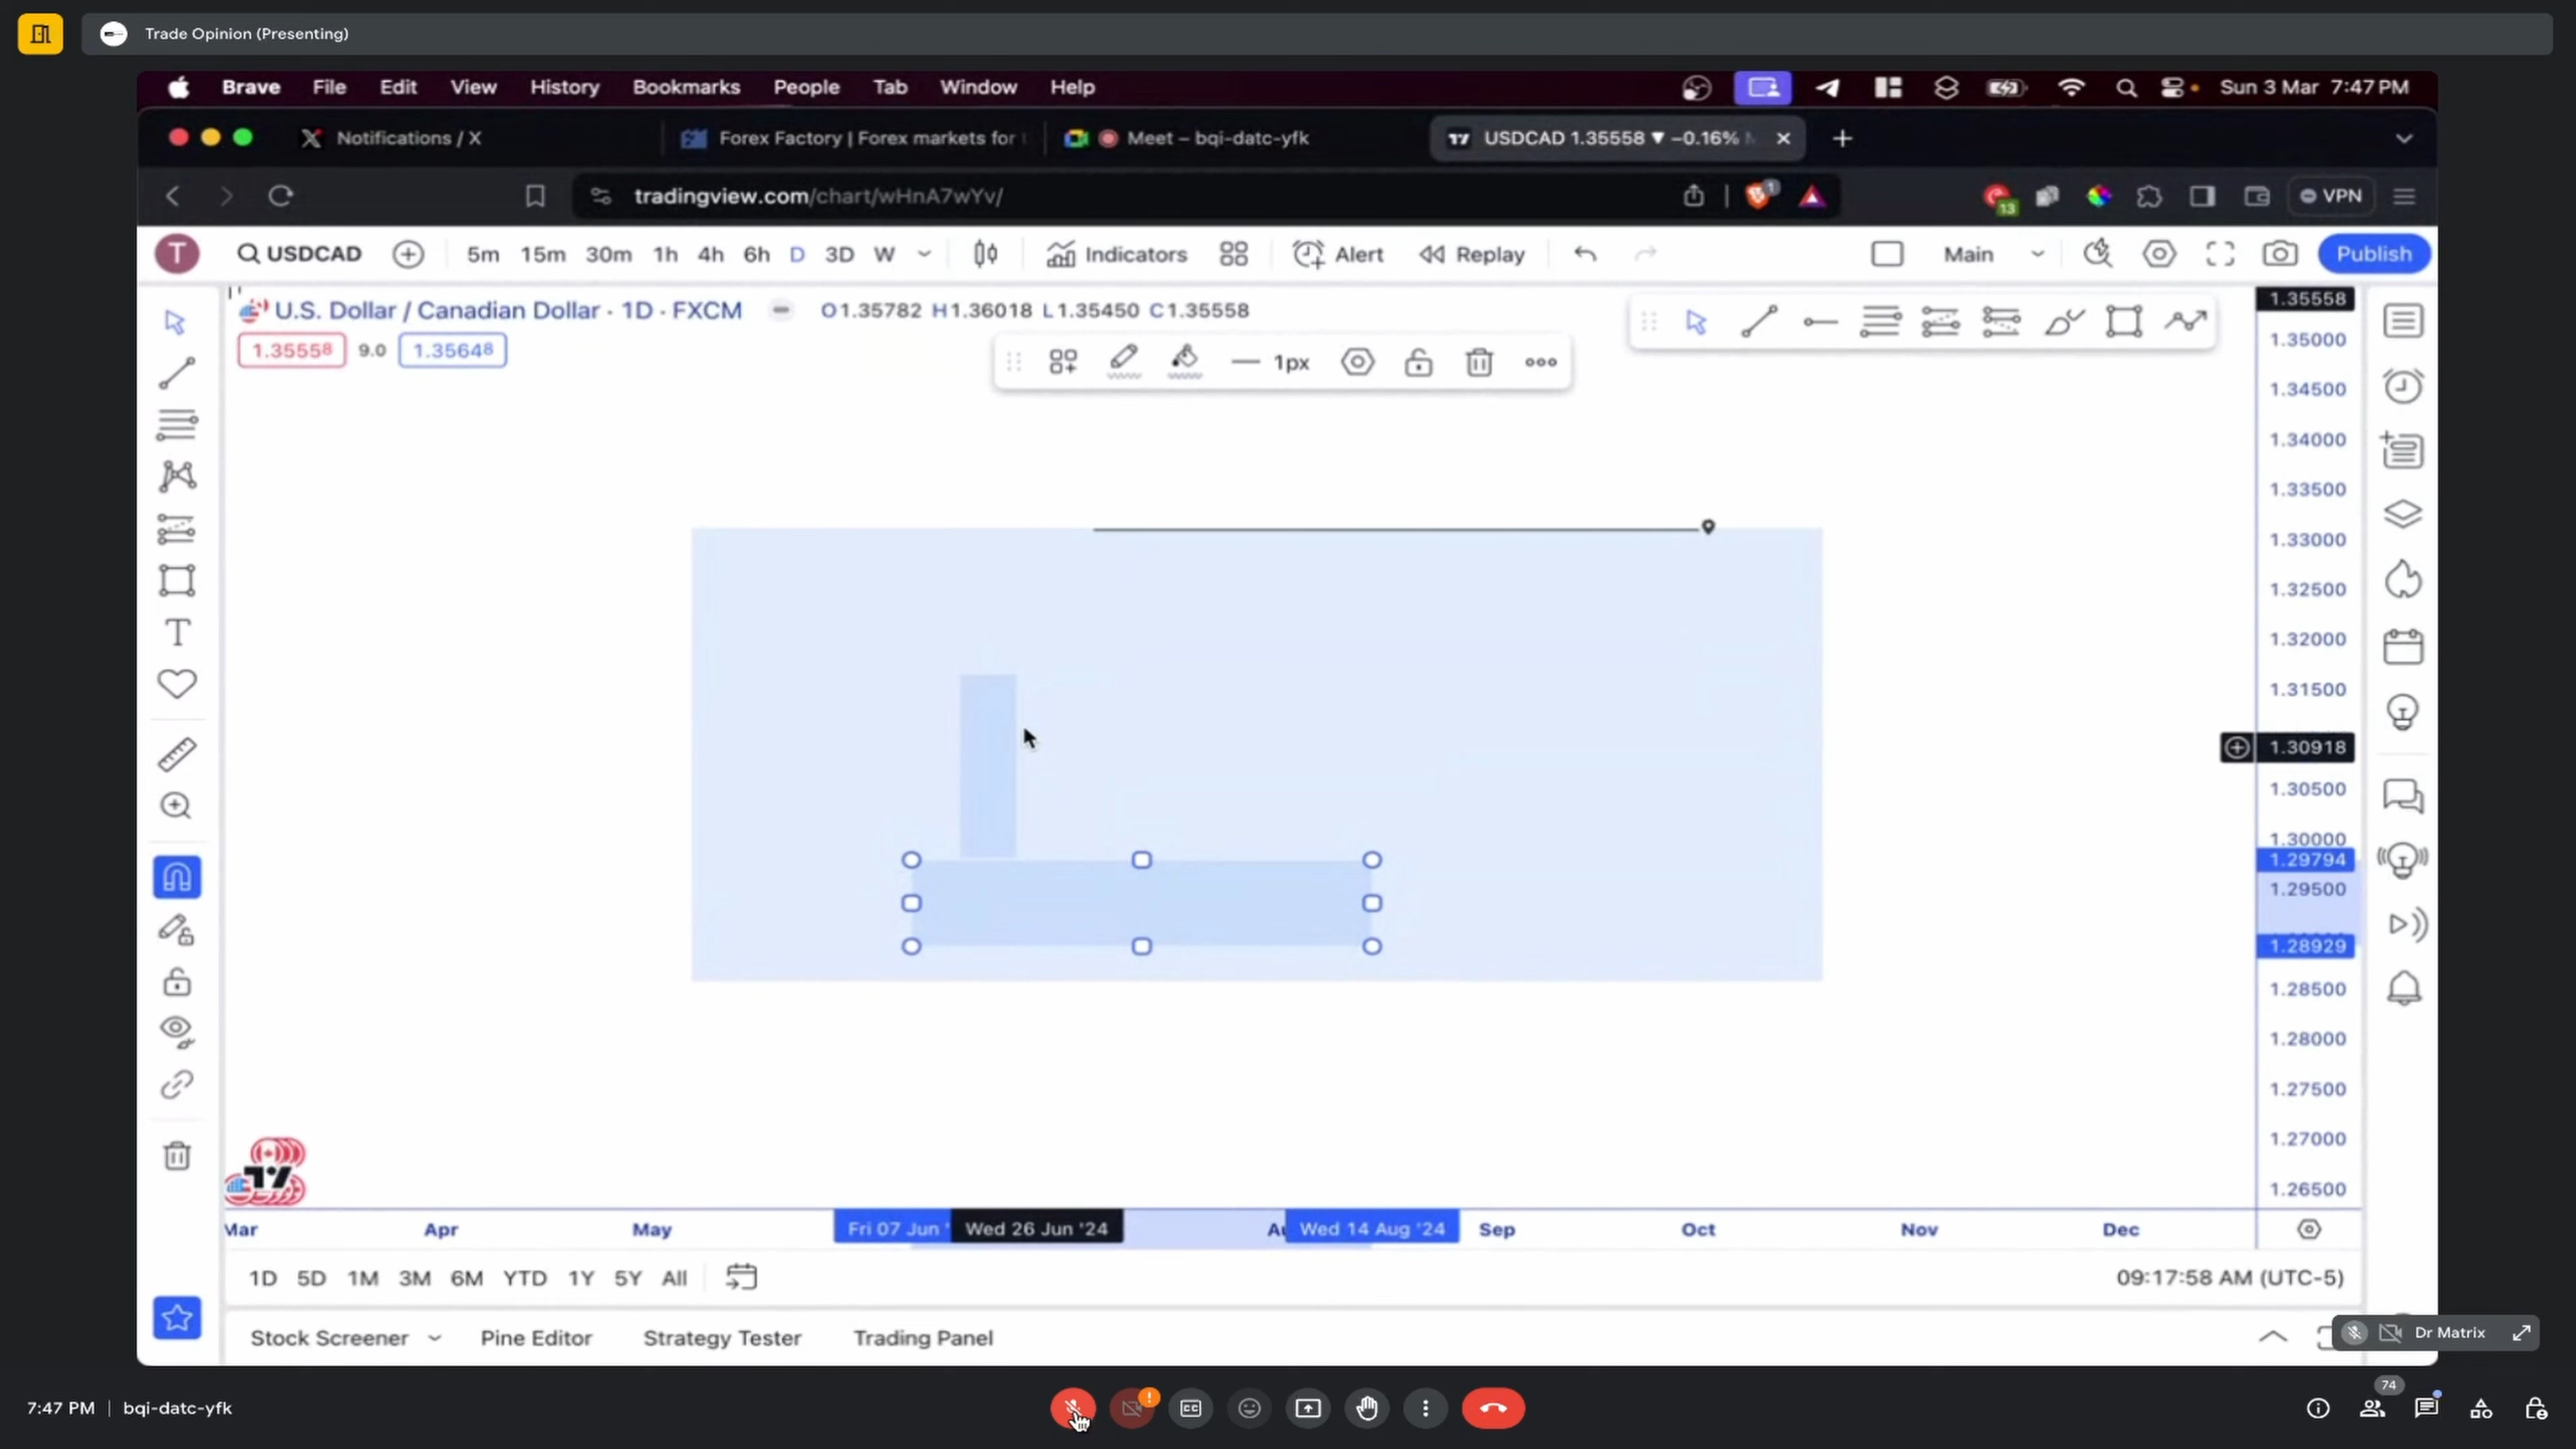 Trade Opinion (Presenting)
Brave File Edit View History Bookmarks People Tab Window Help Sun 3 Mar 7:47 PM
Notifications / X Forex Factory | Forex markets for Meet – bqi-datc-yfk USDCAD 1.35558 ▼ −0.16%
tradingview.com/chart/wHnA7wYv/ 1 13 VPN
T USDCAD 5m 15m 30m 1h 4h 6h D 3D W Indicators Alert Replay Main Publish
U.S. Dollar / Canadian Dollar · 1D · FXCM O1.35782 H1.36018 L1.35450 C1.35558
1.35558 9.0 1.35648
1px
1.35558
1.35000
1.34500
1.34000
1.33500
1.33000
1.32500
1.32000
1.31500
1.30918
1.30500
1.30000
1.29794
1.29500
1.28929
1.28500
1.28000
1.27500
1.27000
1.26500
Mar Apr May Fri 07 Jun ' Wed 26 Jun '24 Au Wed 14 Aug '24 Sep Oct Nov Dec
1D 5D 1M 3M 6M YTD 1Y 5Y All 09:17:58 AM (UTC-5)
Stock Screener Pine Editor Strategy Tester Trading Panel
Dr Matrix
7:47 PM | bqi-datc-yfk CC 74